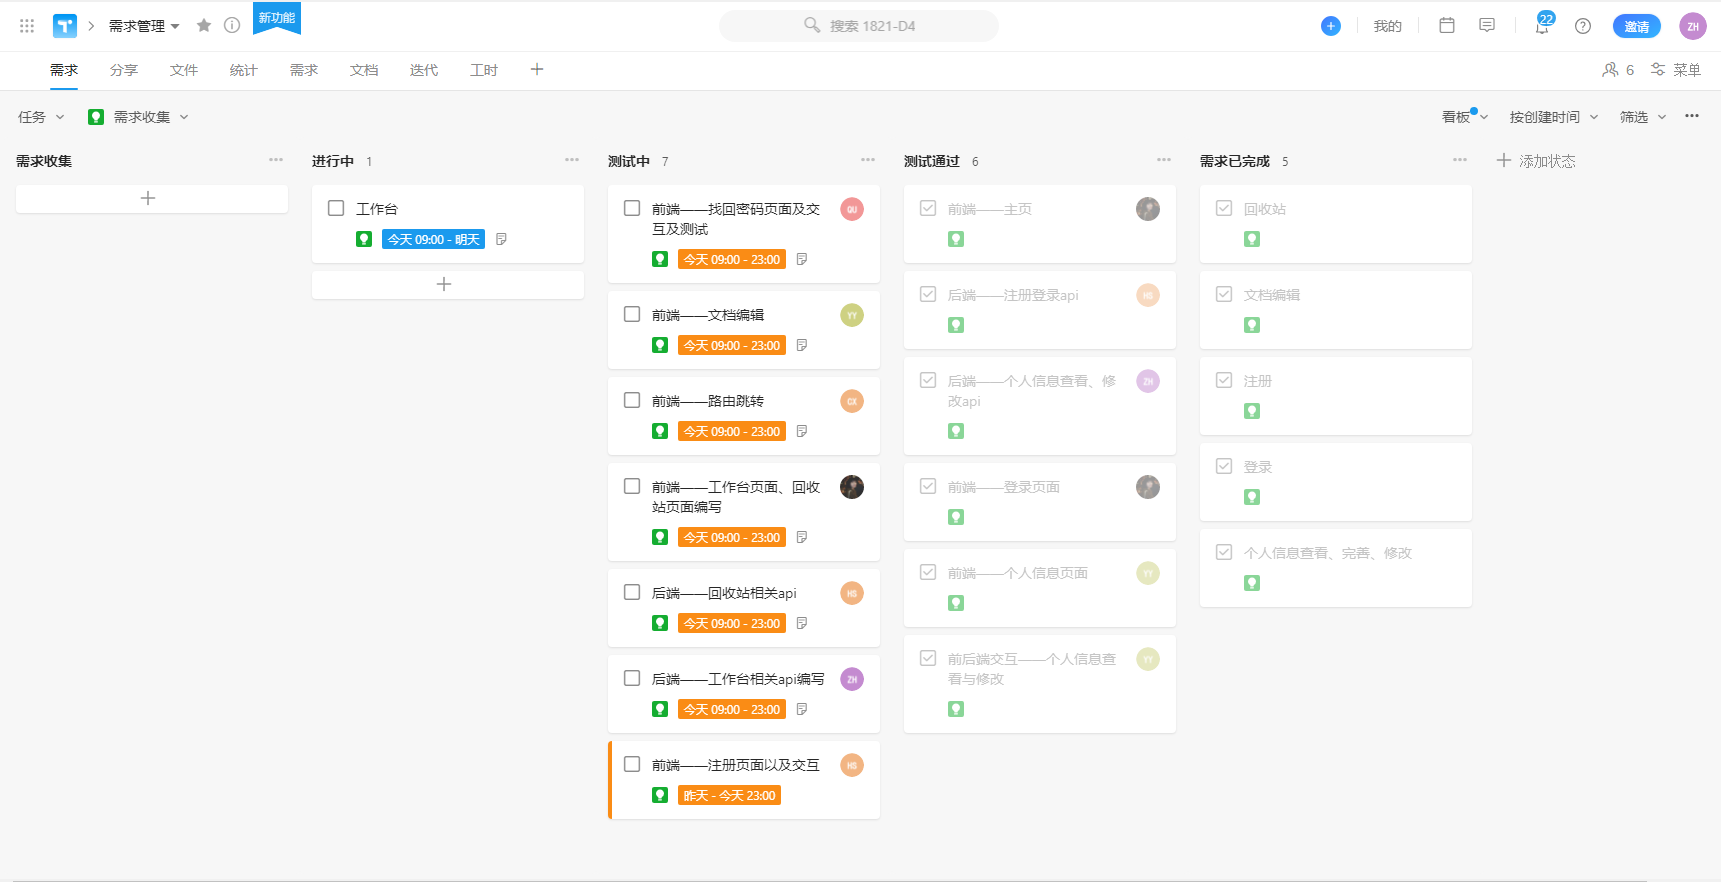 需求管理
新功能
搜索 1821-D4
我的
22
邀请
ZH
需求
分享
文件
统计
需求
文档
迭代
工时
6
菜单
任务
需求收集
看板
按创建时间
筛选
需求收集
进行中 1
工作台
今天 09:00 - 明天
测试中 7
前端——找回密码页面及交
互及测试
QU
今天 09:00 - 23:00
前端——文档编辑
YY
今天 09:00 - 23:00
前端——路由跳转
CX
今天 09:00 - 23:00
前端——工作台页面、回收
站页面编写
今天 09:00 - 23:00
后端——回收站相关api
HG
今天 09:00 - 23:00
后端——工作台相关api编写
ZH
今天 09:00 - 23:00
前端——注册页面以及交互
HG
昨天 - 今天 23:00
测试通过 6
前端——主页
后端——注册登录api
HG
后端——个人信息查看、修
改api
ZH
前端——登录页面
前端——个人信息页面
YY
前后端交互——个人信息查
看与修改
YY
需求已完成 5
回收站
文档编辑
注册
登录
个人信息查看、完善、修改
添加状态